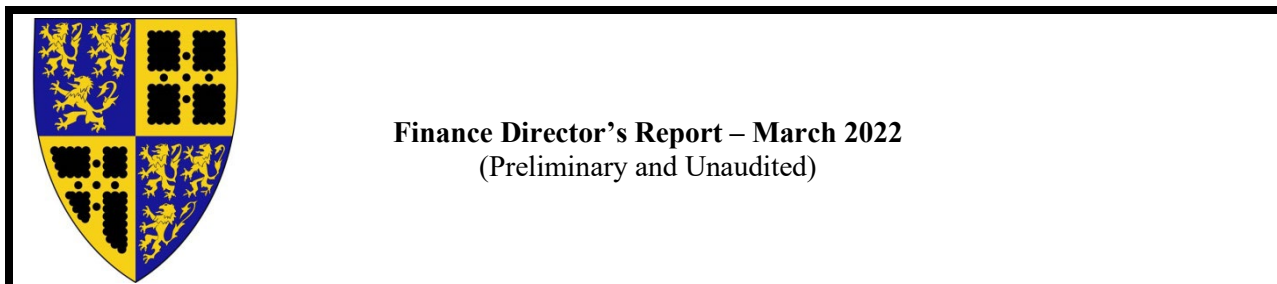 Finance Director’s Report – March 2022
(Preliminary and Unaudited)